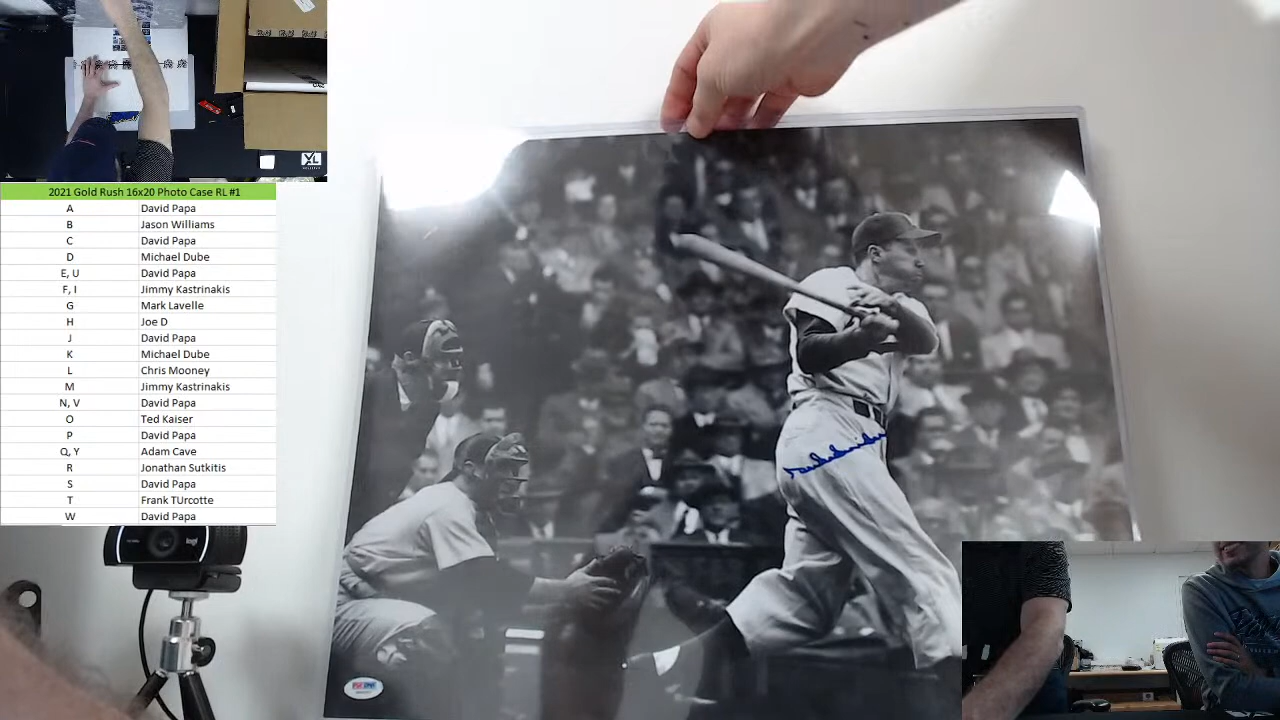 XL
2021 Gold Rush 16x20 Photo Case RL #1
A David Papa
B Jason Williams
C David Papa
D Michael Dube
E, U David Papa
F, I Jimmy Kastrinakis
G Mark Lavelle
H Joe D
J David Papa
K Michael Dube
L Chris Mooney
M Jimmy Kastrinakis
N, V David Papa
O Ted Kaiser
P David Papa
Q, Y Adam Cave
R Jonathan Sutkitis
S David Papa
T Frank TUrcotte
W David Papa